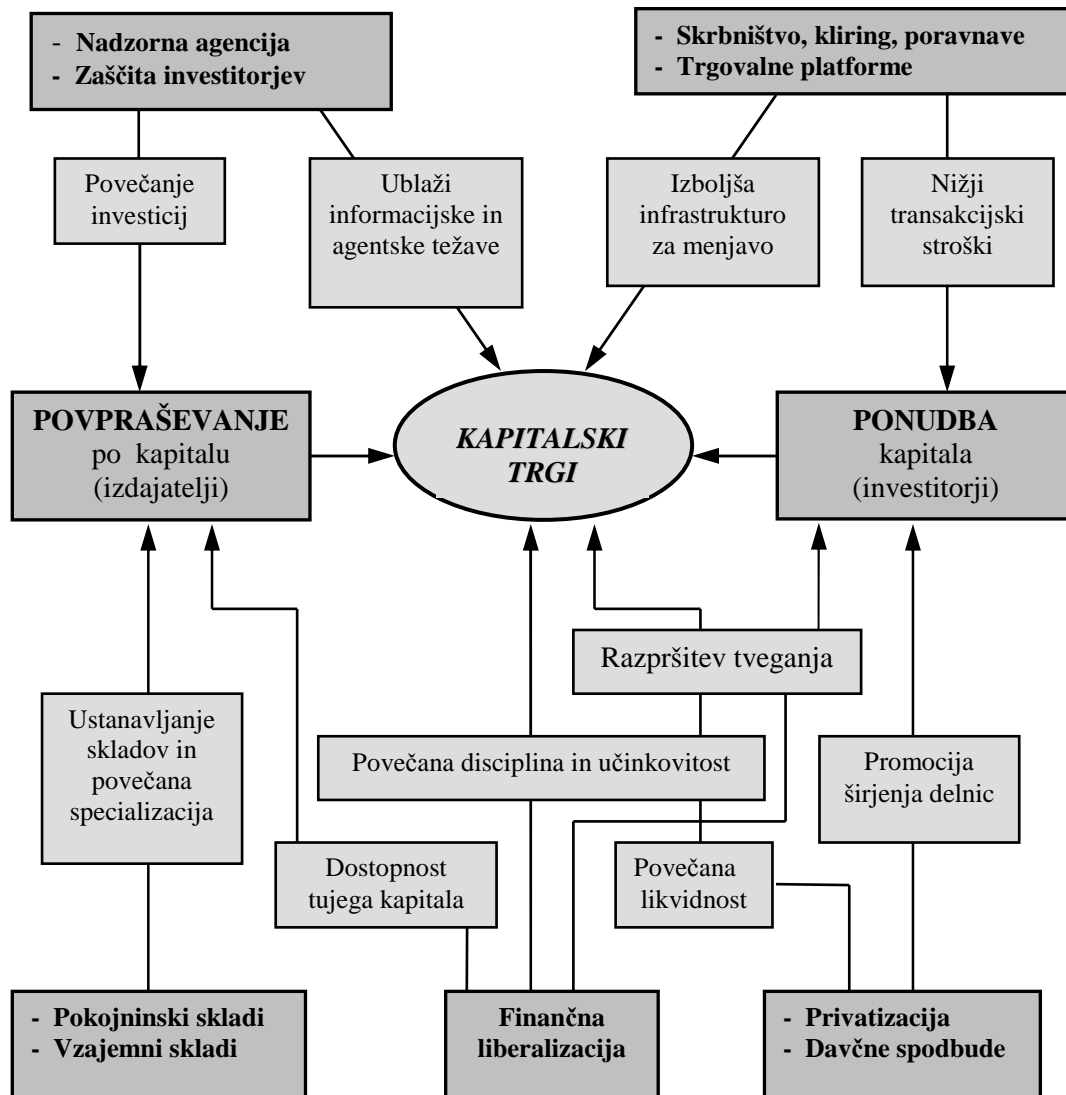 - Nadzorna agencija
- Zaščita investitorjev
- Skrbništvo, kliring, poravnave
- Trgovalne platforme
Povečanje
investicij
Ublaži
informacijske in
agentske težave
Izboljša
infrastrukturo
za menjavo
Nižji
transakcijski
stroški
POVPRAŠEVANJE
po kapitalu
(izdajatelji)
KAPITALSKI
TRGI
PONUDBA
kapitala
(investitorji)
Razpršitev tveganja
Ustanavljanje
skladov in
povečana
specializacija
Povečana disciplina in učinkovitost
Promocija
širjenja delnic
Dostopnost
tujega kapitala
Povečana
likvidnost
- Pokojninski skladi
- Vzajemni skladi
Finančna
liberalizacija
- Privatizacija
- Davčne spodbude